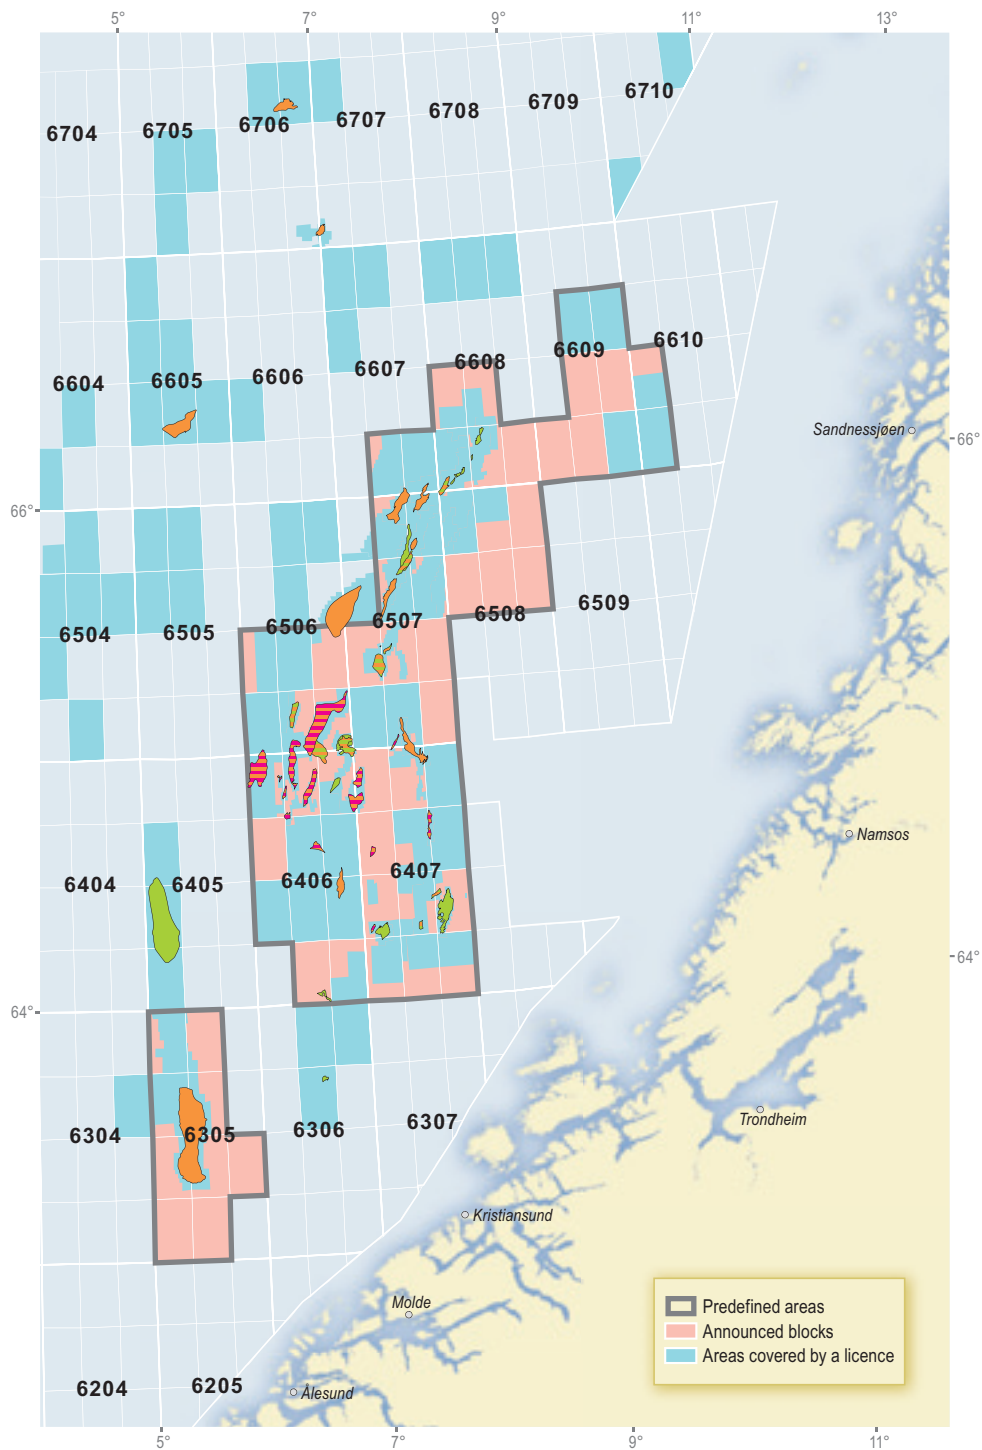 5° 7° 9° 11° 13°
6710
6709
6708
6707
6706
6705
6704
6610
6609
6608
6607
6606
6605
6604
Sandnessjøen
66° 66°
6509
6508
6507
6506
6505
6504
Namsos
6407
6406
6405
6404
64° 64°
Trondheim
6307
6306
6305
6304
Kristiansund
Molde
Predefined areas
Announced blocks
Areas covered by a licence
6204 6205
Ålesund
5° 7° 9° 11°